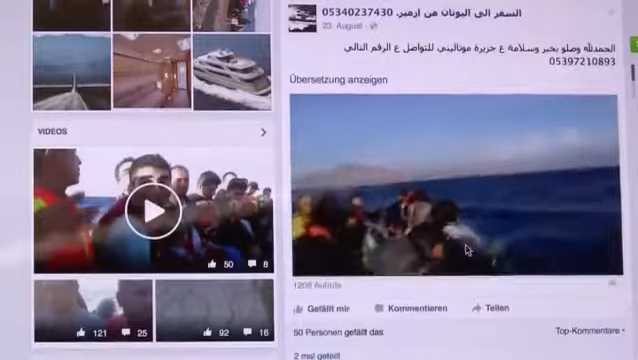 05340237430 السفر الى اليونان من ازمير.
23. August
الحمدلله وصلو بخير وسلامة ع جزيرة موتاليني للتواصل ع الرقم التالي
05397210893
Übersetzung anzeigen
VIDEOS
50 8
121 25
92 16
1208 Aufrufe
Gefällt mir Kommentieren Teilen
50 Personen gefällt das
Top-Kommentare
2 mal geteilt